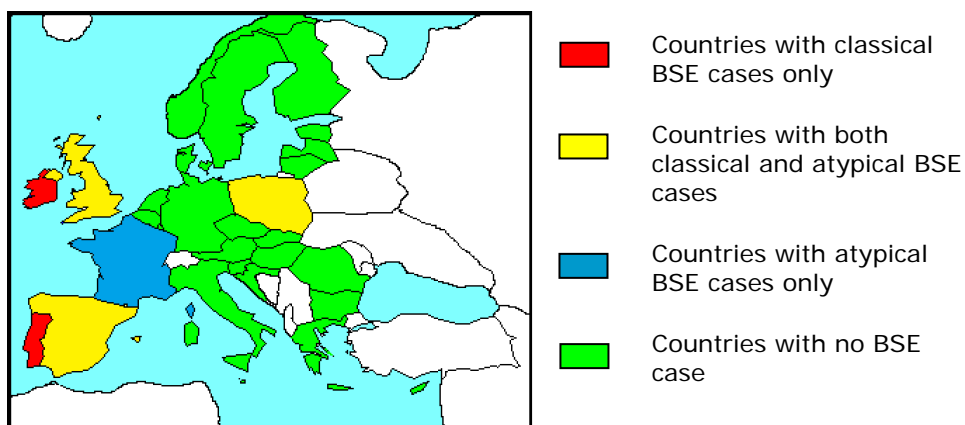 Countries with classical
BSE cases only
Countries with both
classical and atypical BSE
cases
Countries with atypical
BSE cases only
Countries with no BSE
case